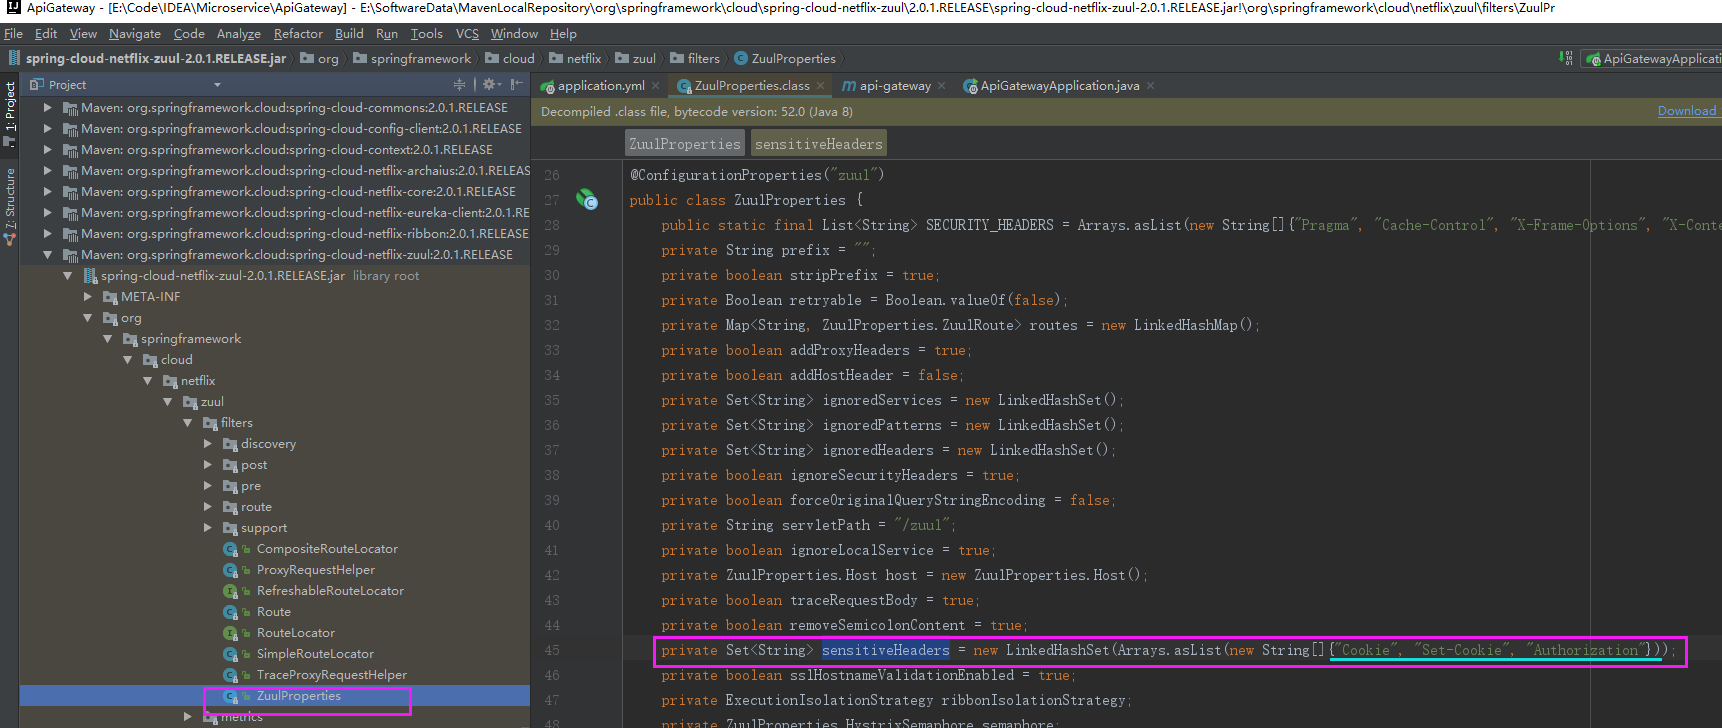 ApiGateway - [E:\Code\IDEA\Microservice\ApiGateway] - E:\SoftwareData\MavenLocalRepository\org\springframework\cloud\spring-cloud-netflix-zuul\2.0.1.RELEASE\spring-cloud-netflix-zuul-2.0.1.RELEASE.jar!\org\springframework\cloud\netflix\zuul\filters\ZuulPr
File Edit View Navigate Code Analyze Refactor Build Run Tools VCS Window Help
spring-cloud-netflix-zuul-2.0.1.RELEASE.jar org springframework cloud netflix zuul filters ZuulProperties ApiGatewayApplicati
1: Project
7: Structure
Project
Maven: org.springframework.cloud:spring-cloud-commons:2.0.1.RELEASE
Maven: org.springframework.cloud:spring-cloud-config-client:2.0.1.RELEASE
Maven: org.springframework.cloud:spring-cloud-context:2.0.1.RELEASE
Maven: org.springframework.cloud:spring-cloud-netflix-archaius:2.0.1.RELEAS
Maven: org.springframework.cloud:spring-cloud-netflix-core:2.0.1.RELEASE
Maven: org.springframework.cloud:spring-cloud-netflix-eureka-client:2.0.1.RE
Maven: org.springframework.cloud:spring-cloud-netflix-ribbon:2.0.1.RELEASE
Maven: org.springframework.cloud:spring-cloud-netflix-zuul:2.0.1.RELEASE
spring-cloud-netflix-zuul-2.0.1.RELEASE.jar library root
META-INF
org
springframework
cloud
netflix
zuul
filters
discovery
post
pre
route
support
CompositeRouteLocator
ProxyRequestHelper
RefreshableRouteLocator
Route
RouteLocator
SimpleRouteLocator
TraceProxyRequestHelper
ZuulProperties
metrics
application.yml ZuulProperties.class api-gateway ApiGatewayApplication.java
Decompiled .class file, bytecode version: 52.0 (Java 8) Download
ZuulProperties sensitiveHeaders
26 @ConfigurationProperties("zuul")
27 public class ZuulProperties {
28 public static final List<String> SECURITY_HEADERS = Arrays.asList(new String[]{"Pragma", "Cache-Control", "X-Frame-Options", "X-Conte
29 private String prefix = "";
30 private boolean stripPrefix = true;
31 private Boolean retryable = Boolean.valueOf(false);
32 private Map<String, ZuulProperties.ZuulRoute> routes = new LinkedHashMap();
33 private boolean addProxyHeaders = true;
34 private boolean addHostHeader = false;
35 private Set<String> ignoredServices = new LinkedHashSet();
36 private Set<String> ignoredPatterns = new LinkedHashSet();
37 private Set<String> ignoredHeaders = new LinkedHashSet();
38 private boolean ignoreSecurityHeaders = true;
39 private boolean forceOriginalQueryStringEncoding = false;
40 private String servletPath = "/zuul";
41 private boolean ignoreLocalService = true;
42 private ZuulProperties.Host host = new ZuulProperties.Host();
43 private boolean traceRequestBody = true;
44 private boolean removeSemicolonContent = true;
45 private Set<String> sensitiveHeaders = new LinkedHashSet(Arrays.asList(new String[]{"Cookie", "Set-Cookie", "Authorization"}));
46 private boolean sslHostnameValidationEnabled = true;
47 private ExecutionIsolationStrategy ribbonIsolationStrategy;
48 private ZuulProperties.HystrixSemaphore semaphore;